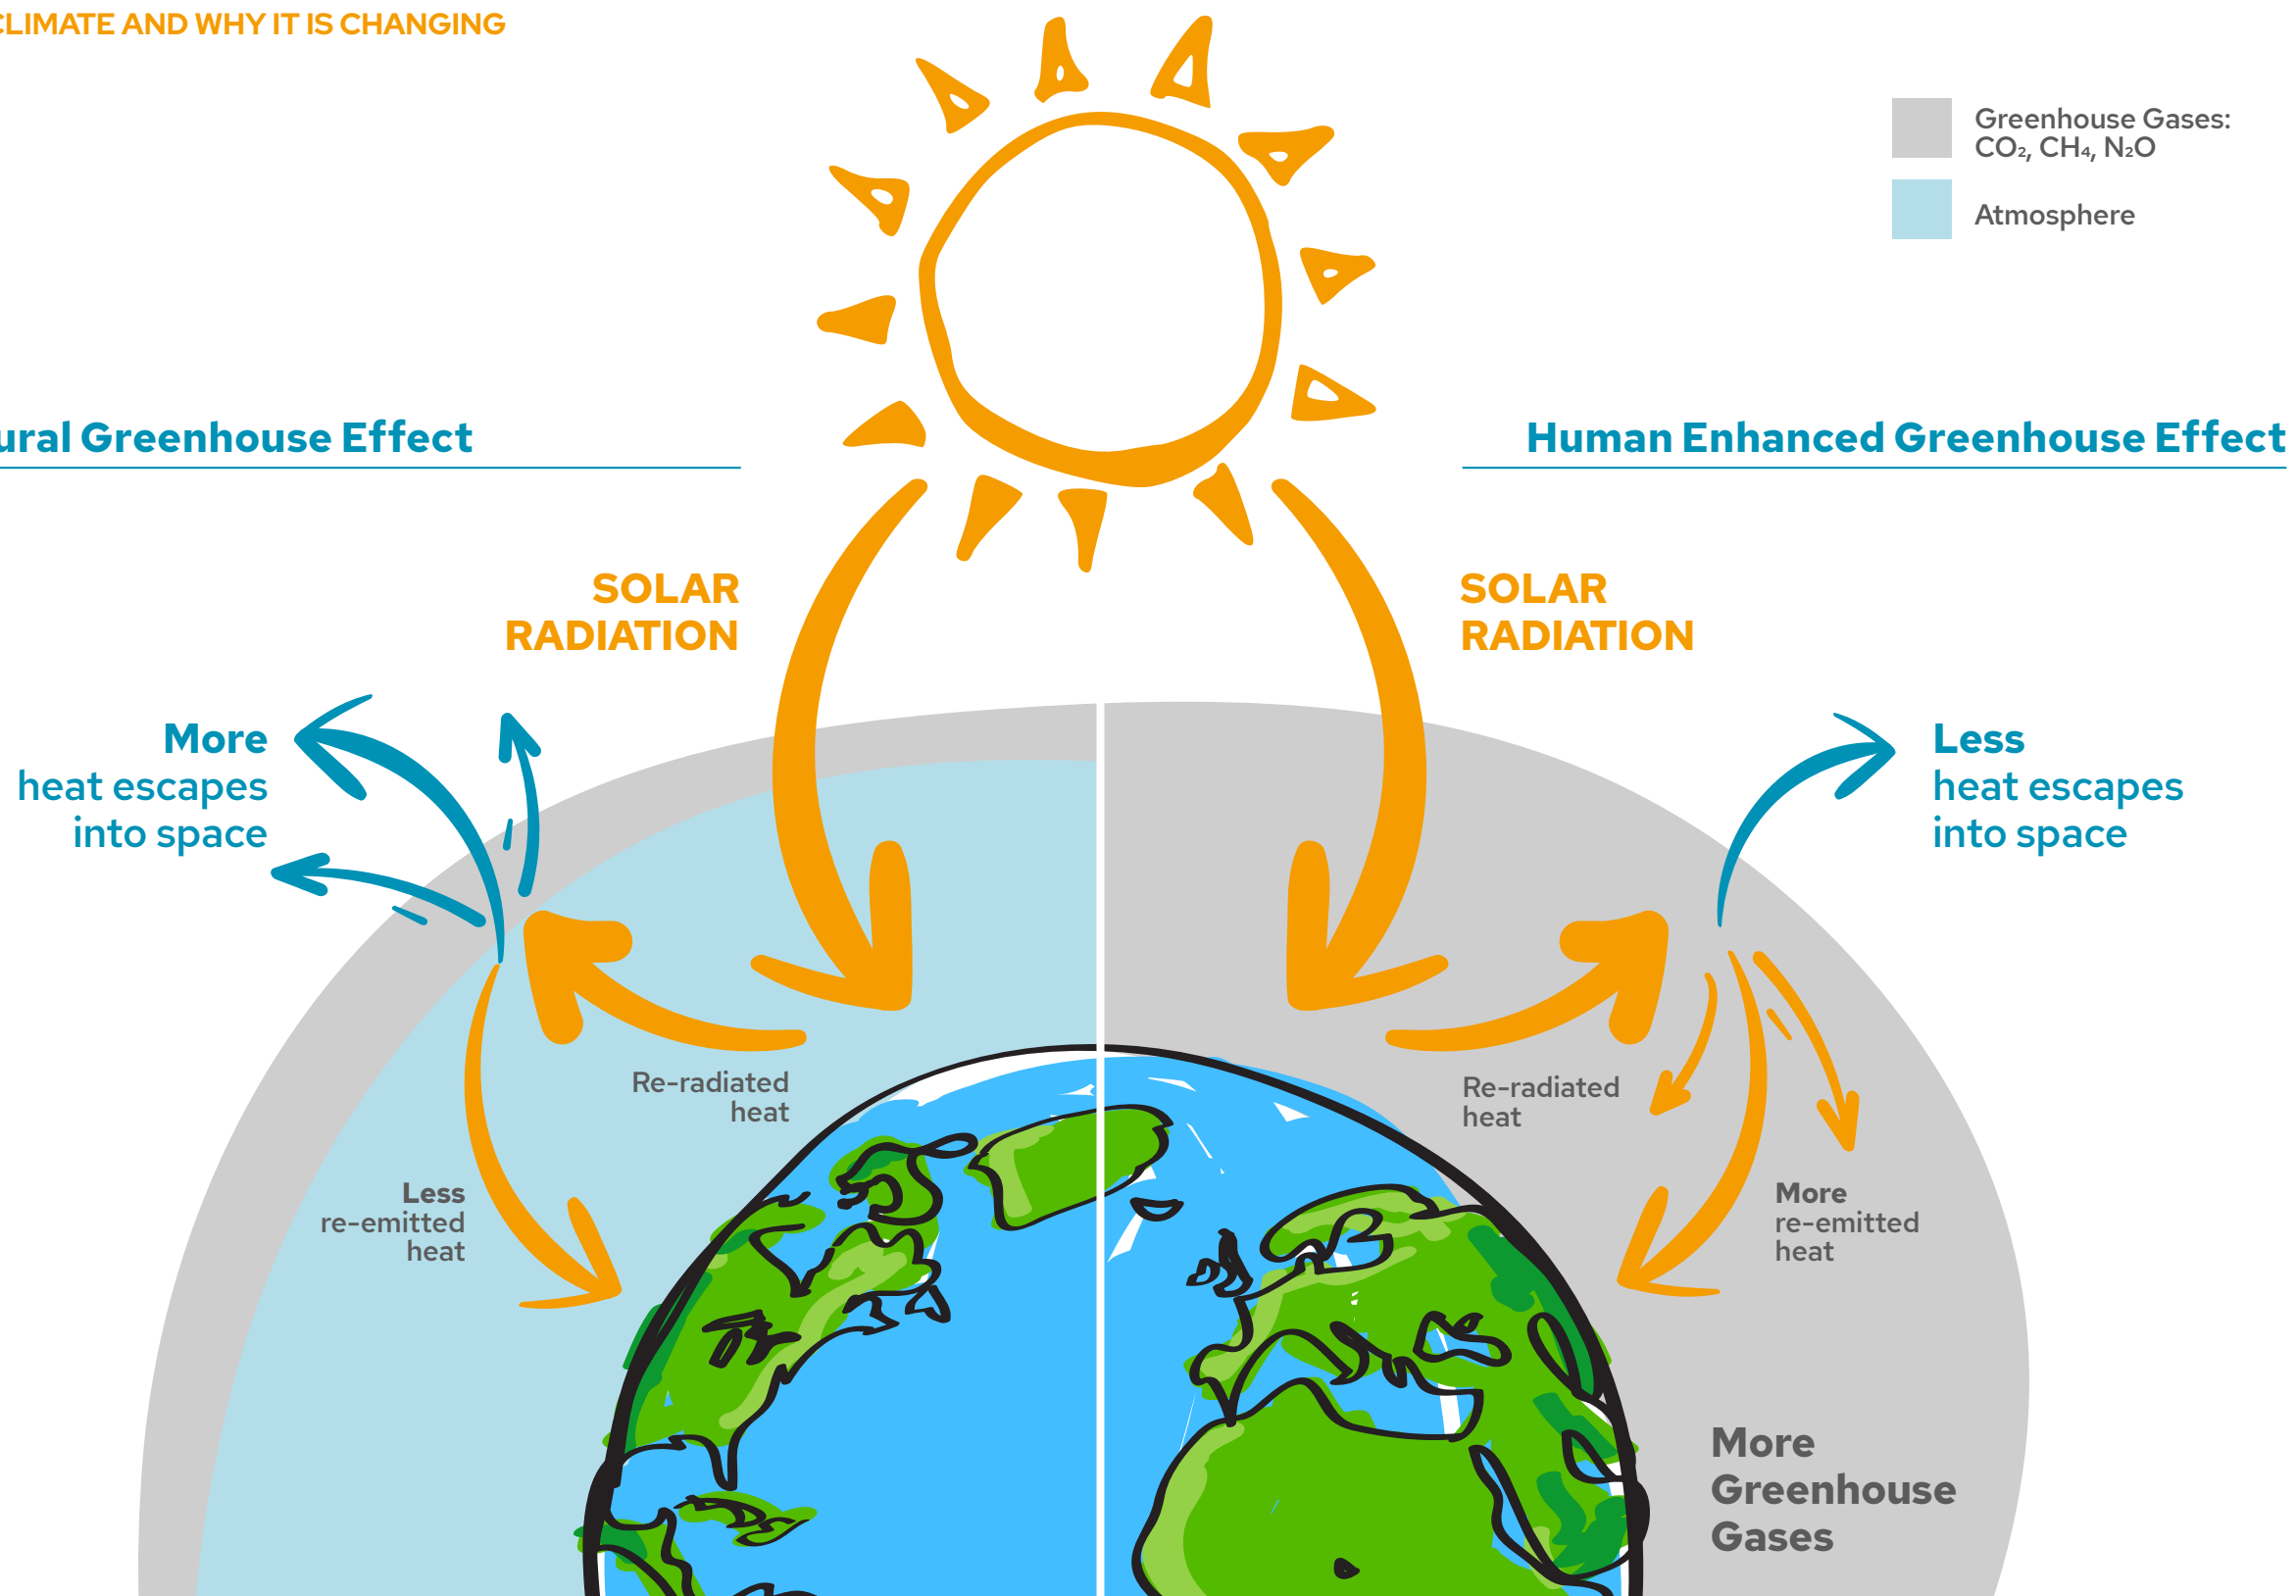 CLIMATE AND WHY IT IS CHANGING
Greenhouse Gases:
CO₂, CH₄, N₂O
Atmosphere
ural Greenhouse Effect
Human Enhanced Greenhouse Effect
SOLAR
RADIATION
SOLAR
RADIATION
More
heat escapes
into space
Less
heat escapes
into space
Re-radiated
heat
Re-radiated
heat
Less
re-emitted
heat
More
re-emitted
heat
More
Greenhouse
Gases